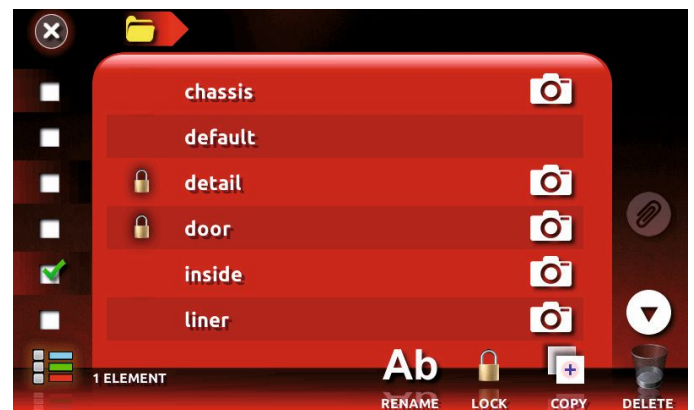 chassis
default
detail
door
inside
liner
1 ELEMENT
Ab
RENAME LOCK COPY DELETE